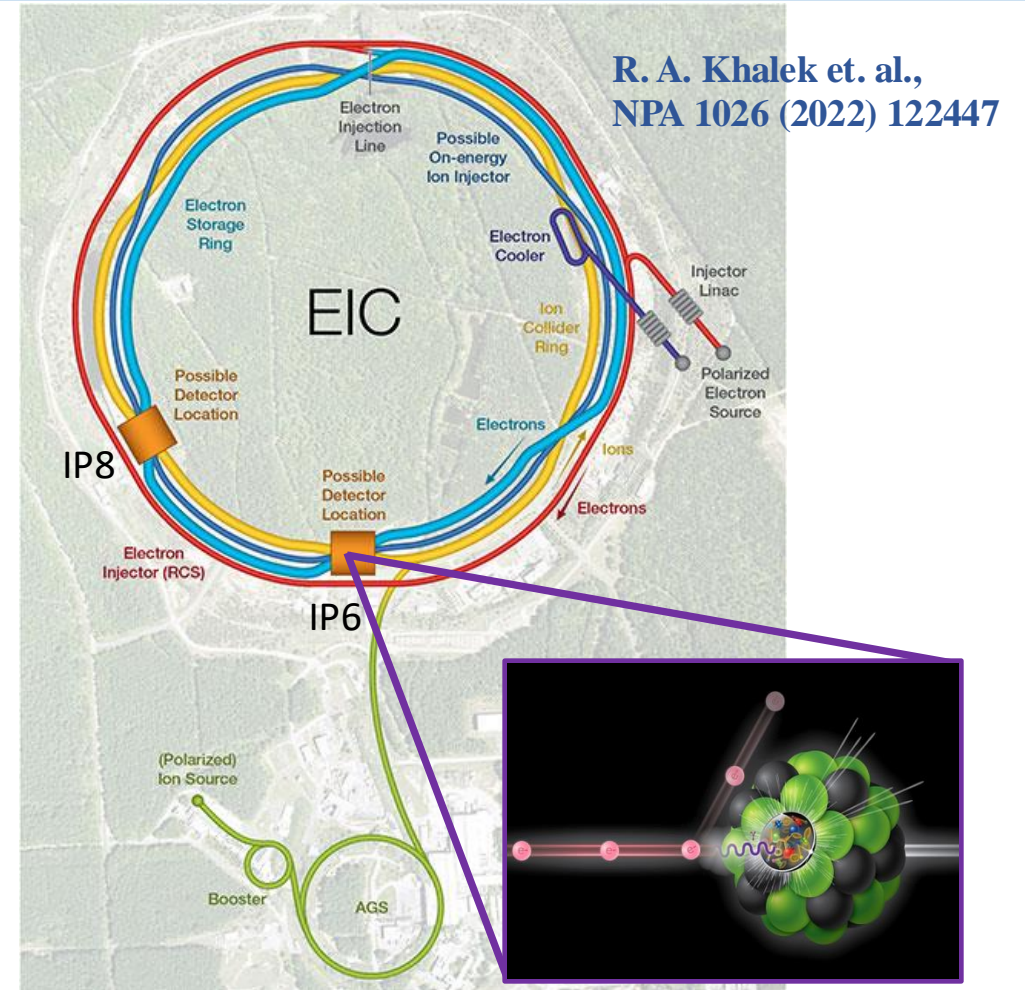 R. A. Khalek et. al.,
NPA 1026 (2022) 122447
Electron
Injection
Line
Possible
On-energy
Ion Injector
Electron
Storage
Ring
Electron
Cooler
Injector
Linac
EIC
Ion
Collider
Ring
Polarized
Electron
Source
Possible
Detector
Location
Electrons
Ions
IP8
Possible
Detector
Location
Electrons
Electron
Injector (RCS)
IP6
(Polarized)
Ion Source
Booster
AGS
e-
e-